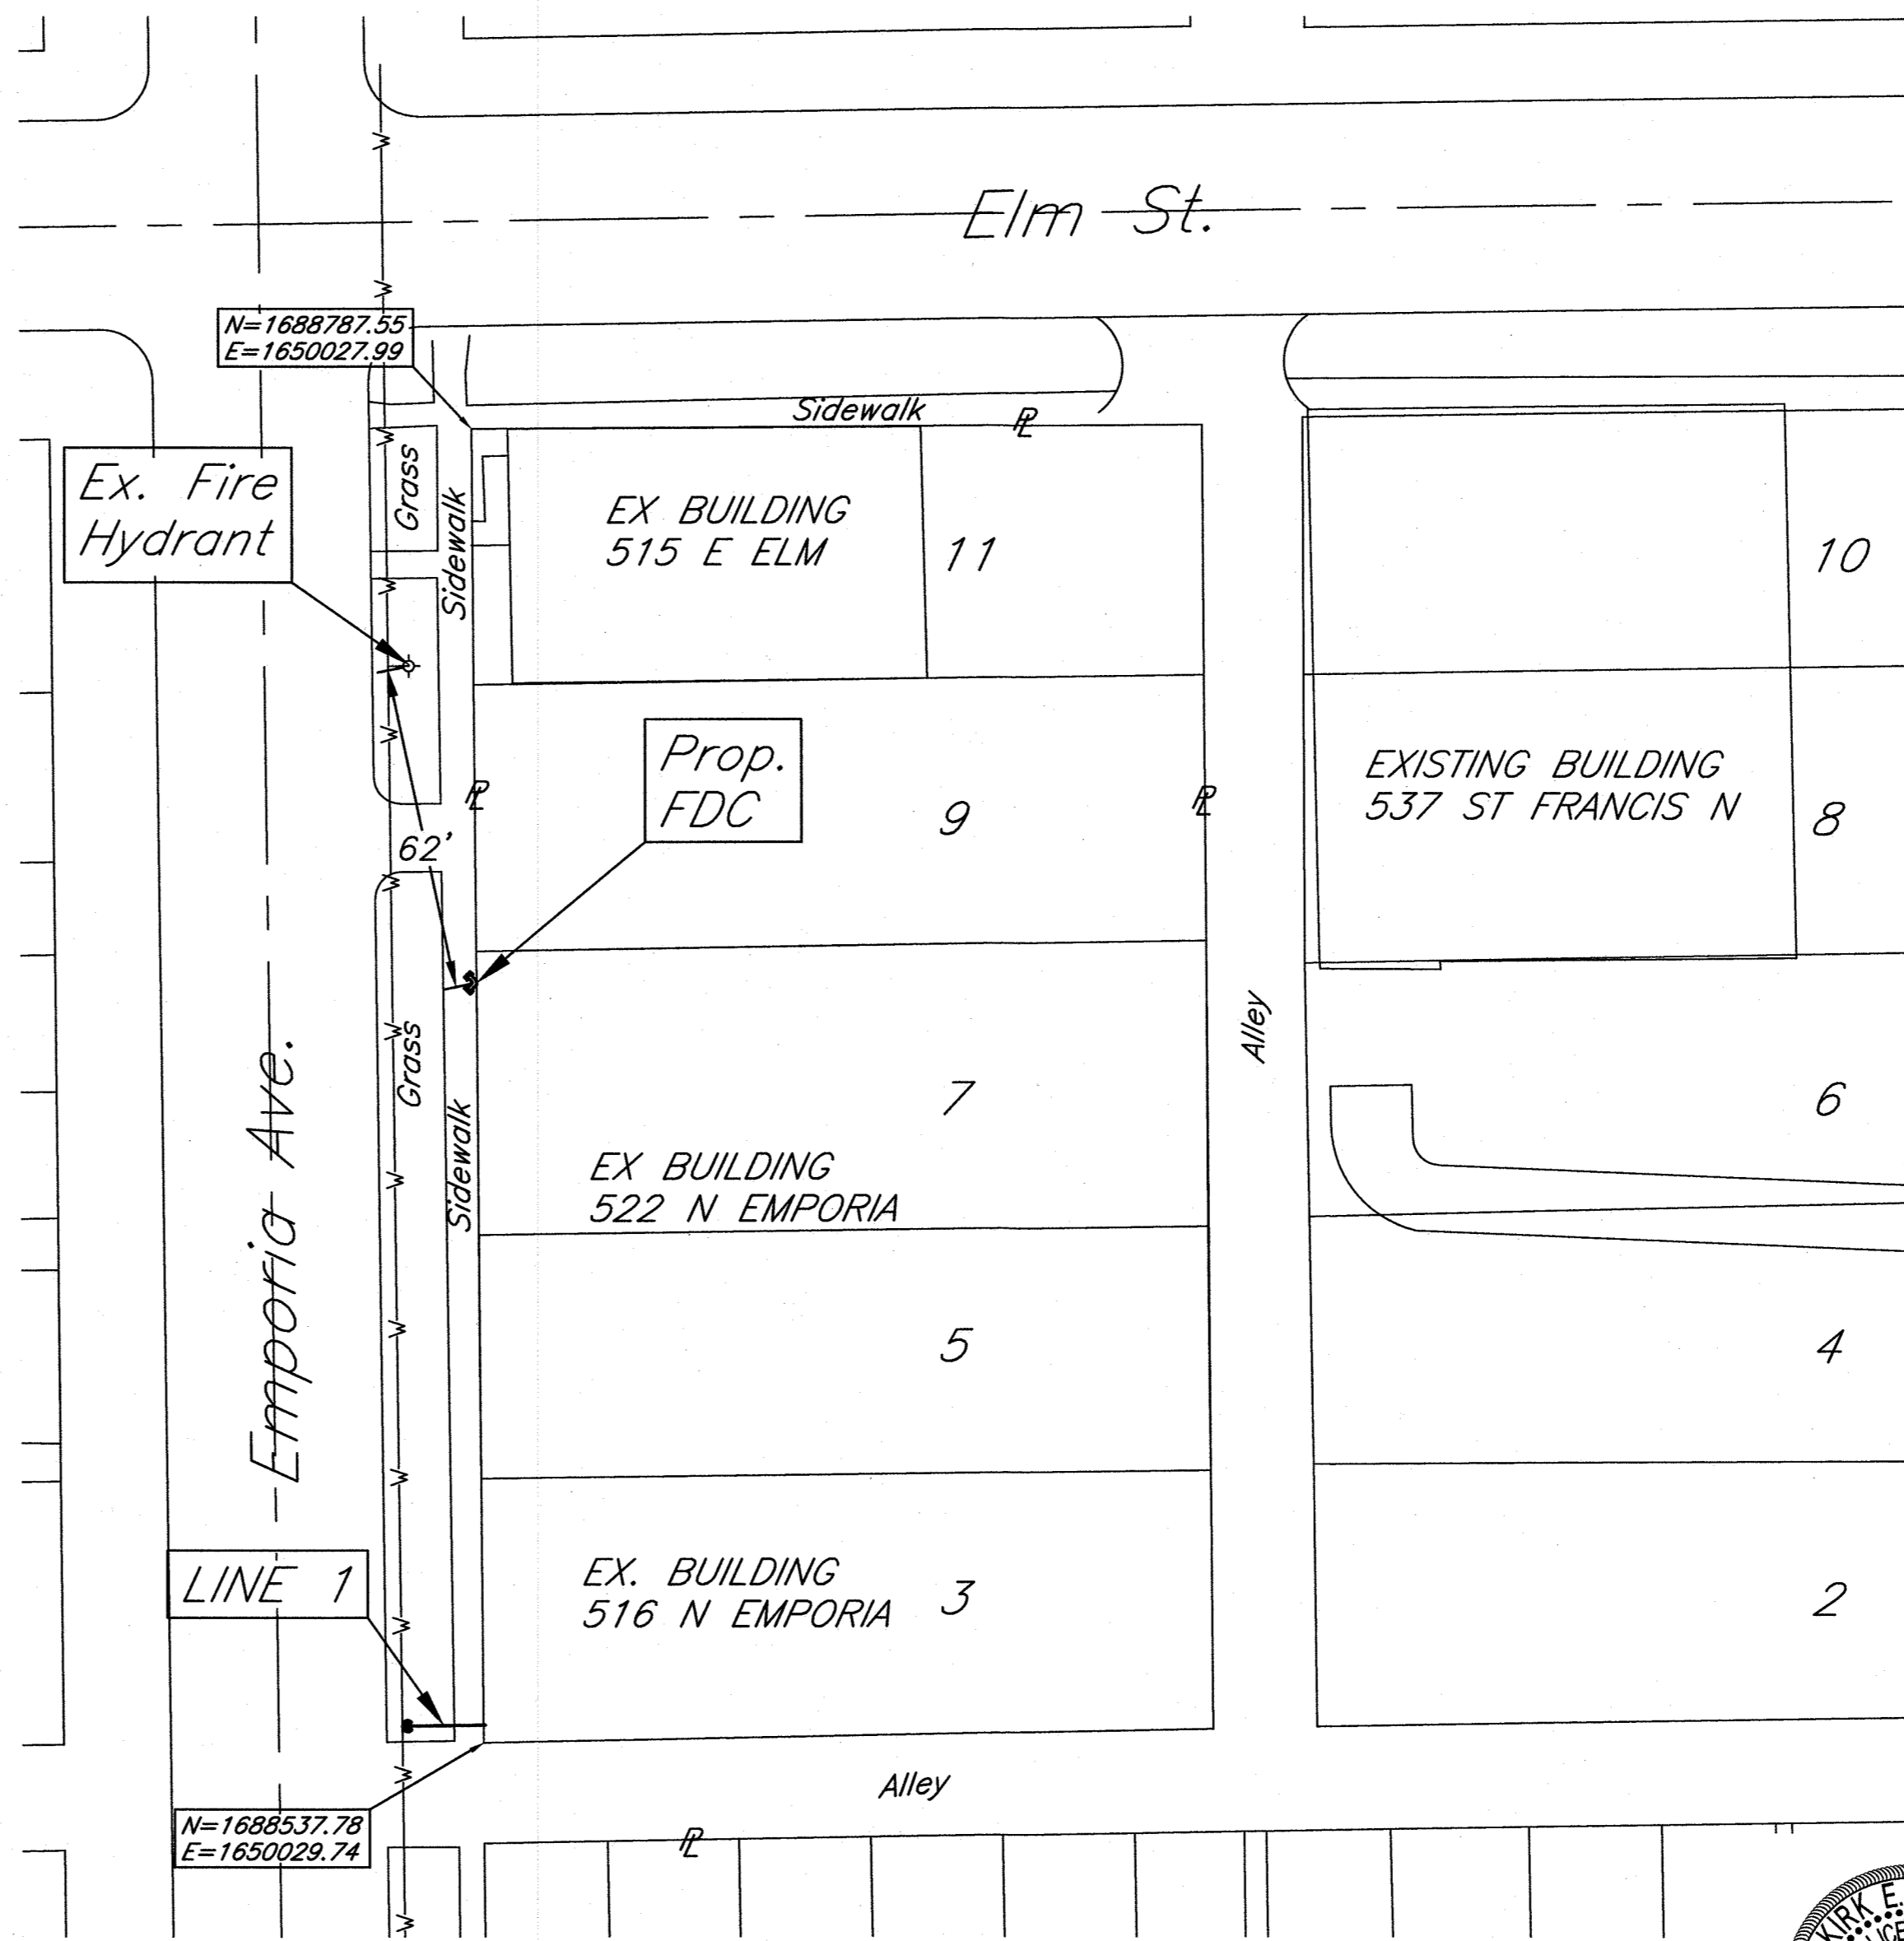 Elm St.
N=1688787.55
E=1650027.99
Sidewalk
PL
Ex. Fire
Hydrant
Grass
Sidewalk
EX BUILDING
515 E ELM
11
10
Prop.
FDC
PL
9
PL
EXISTING BUILDING
537 ST FRANCIS N
8
62'
W
Emporia Ave.
Grass
Sidewalk
Alley
7
6
EX BUILDING
522 N EMPORIA
5
4
LINE 1
EX. BUILDING
516 N EMPORIA
3
2
Alley
N=1688537.78
E=1650029.74
PL
KIRK E.